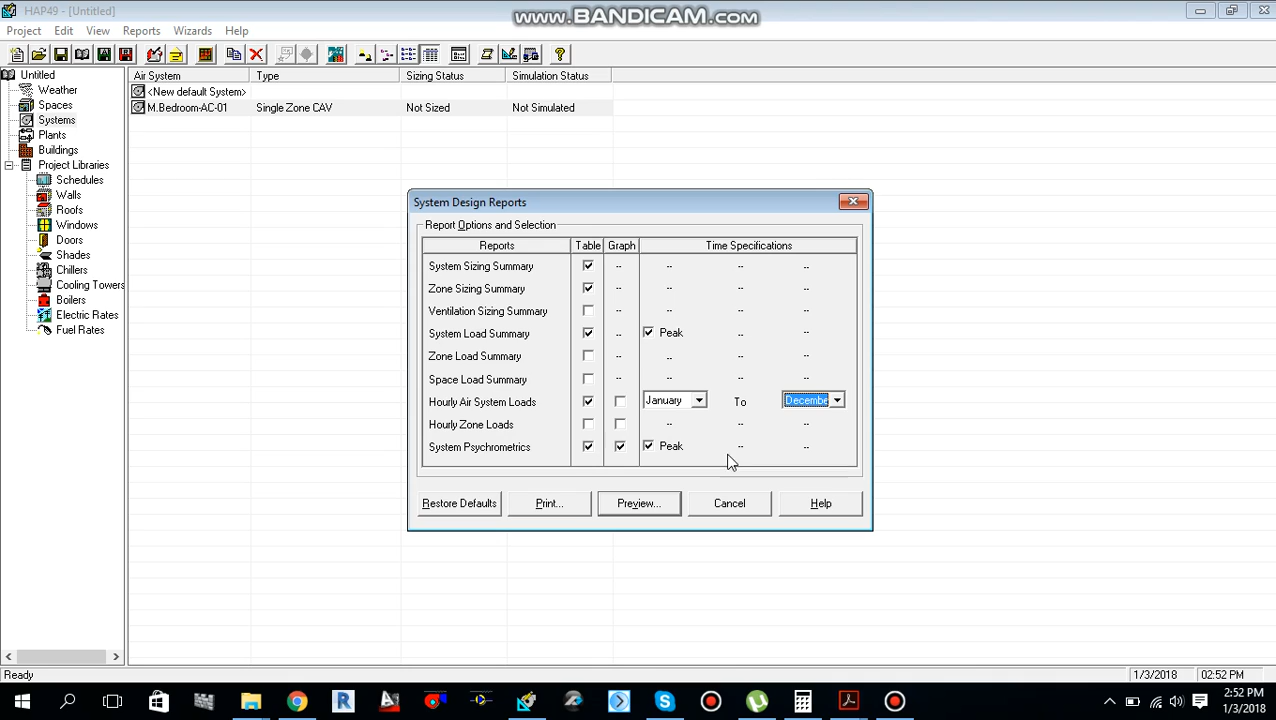 HAP49 - [Untitled]
www.BANDICAM.com
Project Edit View Reports Wizards Help
Untitled
Weather
Spaces
Systems
Plants
Buildings
Project Libraries
Schedules
Walls
Roofs
Windows
Doors
Shades
Chillers
Cooling Towers
Boilers
Electric Rates
Fuel Rates
Air System Type Sizing Status Simulation Status
<New default System>
M.Bedroom-AC-01 Single Zone CAV Not Sized Not Simulated
System Design Reports
Report Options and Selection
Reports Table Graph Time Specifications
System Sizing Summary -- -- -- --
Zone Sizing Summary -- -- -- --
Ventilation Sizing Summary -- -- -- --
System Load Summary -- Peak -- --
Zone Load Summary -- -- -- --
Space Load Summary -- -- -- --
Hourly Air System Loads January To Decembe
Hourly Zone Loads -- -- --
System Psychrometrics Peak -- --
Restore Defaults Print... Preview... Cancel Help
Ready 1/3/2018 02:52 PM
2:52 PM
1/3/2018